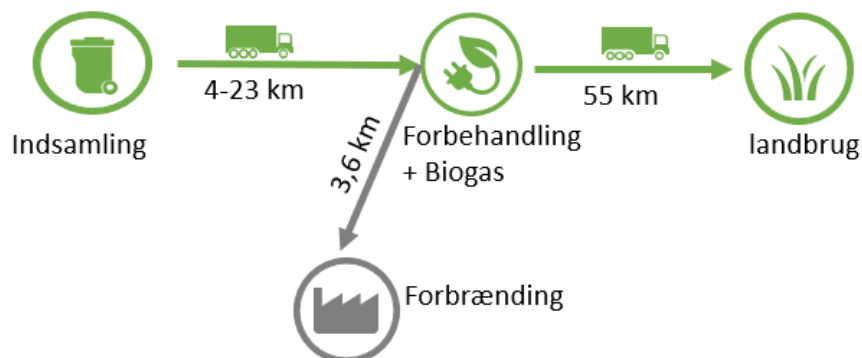 4-23 km
55 km
Indsamling
Forbehandling
+ Biogas
landbrug
3,6 km
Forbrænding